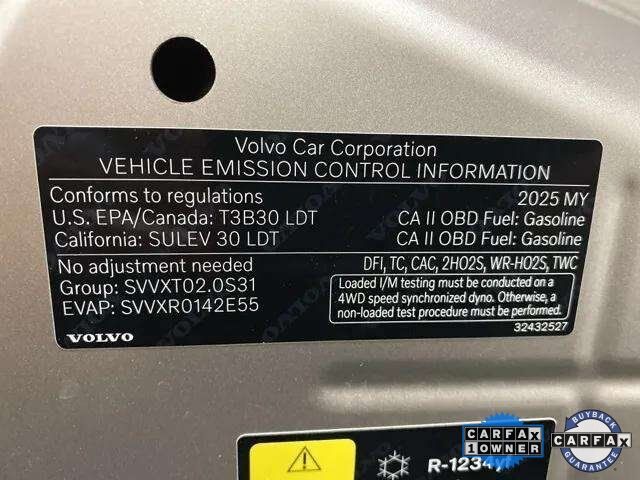 Volvo Car Corporation
VEHICLE EMISSION CONTROL INFORMATION
Conforms to regulations 2025 MY
U.S. EPA/Canada: T3B30 LDT CA II OBD Fuel: Gasoline
California: SULEV 30 LDT CA II OBD Fuel: Gasoline
No adjustment needed DFI, TC, CAC, 2HO2S, WR-HO2S, TWC
Group: SVVXT02.0S31
EVAP: SVVXR0142E55
Loaded I/M testing must be conducted on a
4WD speed synchronized dyno. Otherwise, a
non-loaded test procedure must be performed.
32432527
VOLVO
R-1234yf
CARFAX
1 OWNER
BUYBACK
CARFAX
GUARANTEE